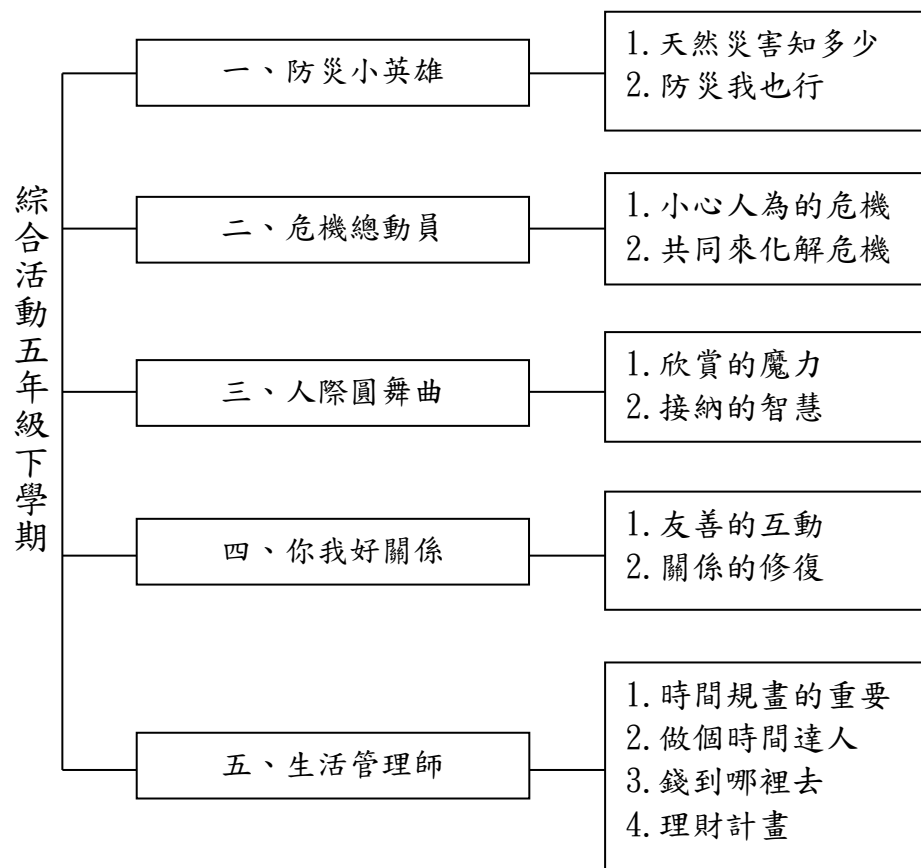 綜合活動五年級下學期
一、防災小英雄
1.天然災害知多少
2.防災我也行
二、危機總動員
1.小心人為的危機
2.共同來化解危機
三、人際圓舞曲
1.欣賞的魔力
2.接納的智慧
四、你我好關係
1.友善的互動
2.關係的修復
五、生活管理師
1.時間規畫的重要
2.做個時間達人
3.錢到哪裡去
4.理財計畫